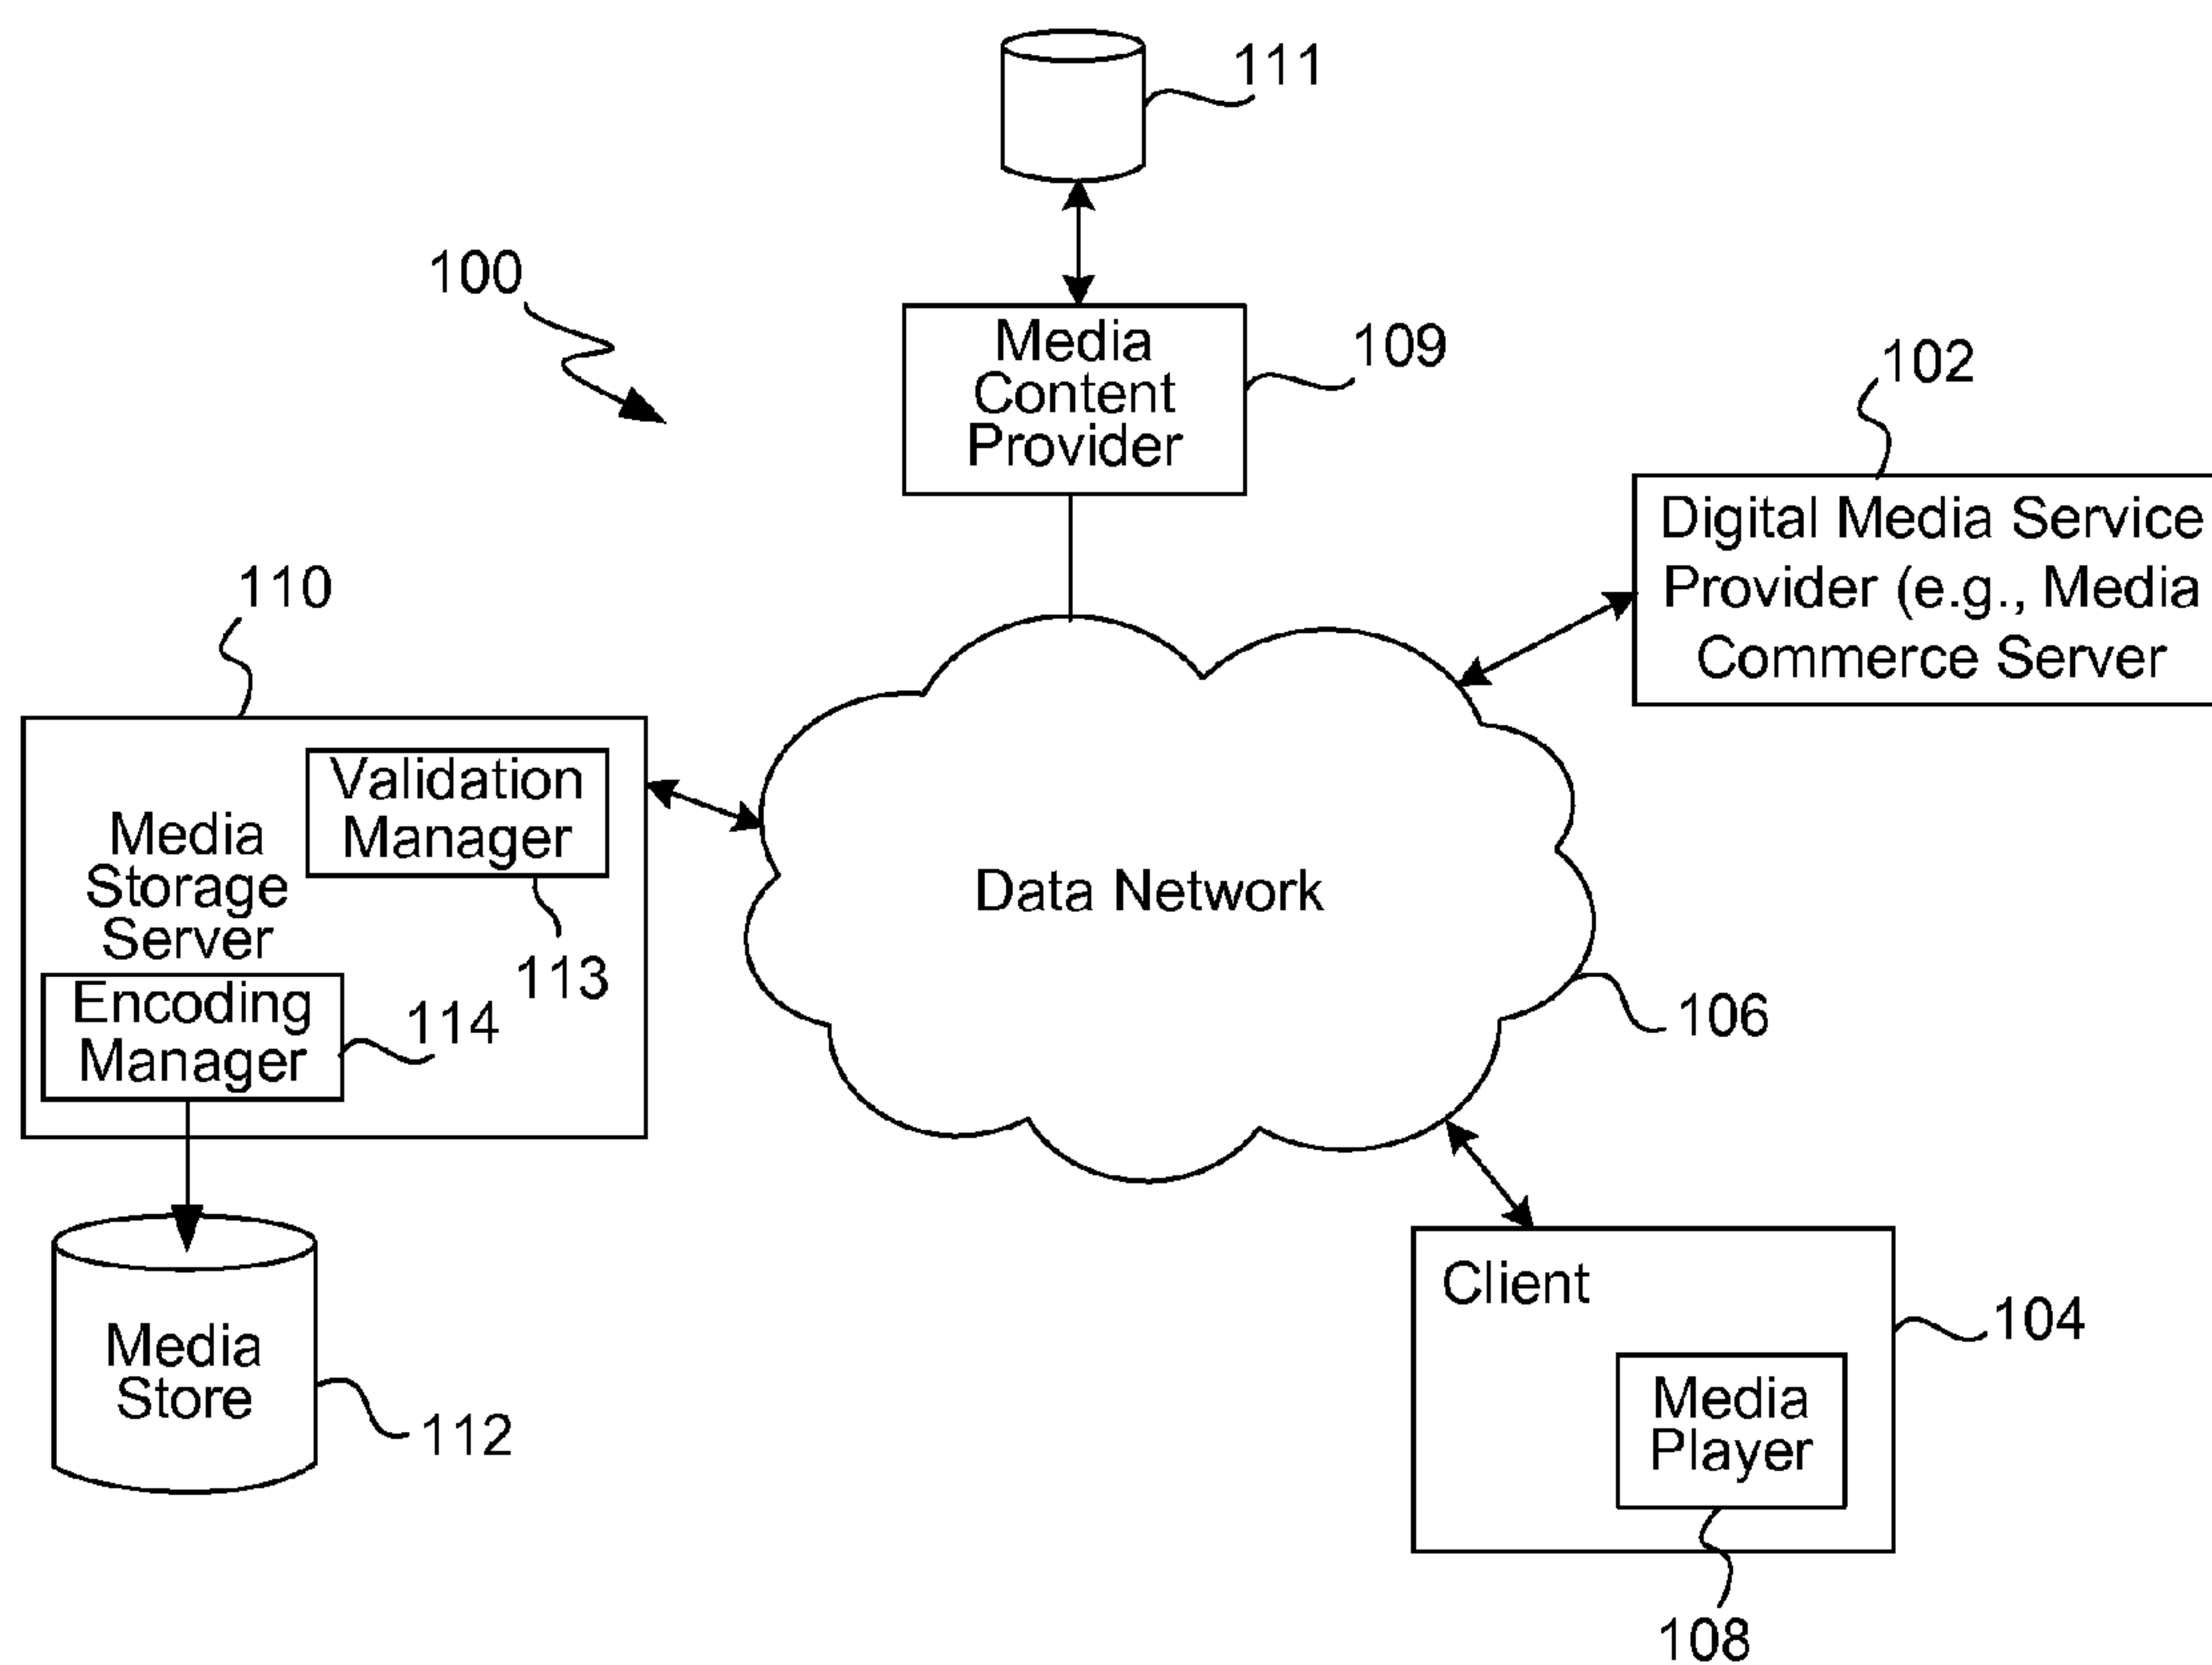 111
100
Media
Content
Provider
109
102
Digital Media Service
Provider (e.g., Media
Commerce Server
110
Validation
Manager
113
Media
Storage
Server
Encoding
Manager
114
Data Network
106
Media
Store
112
Client
104
Media
Player
108